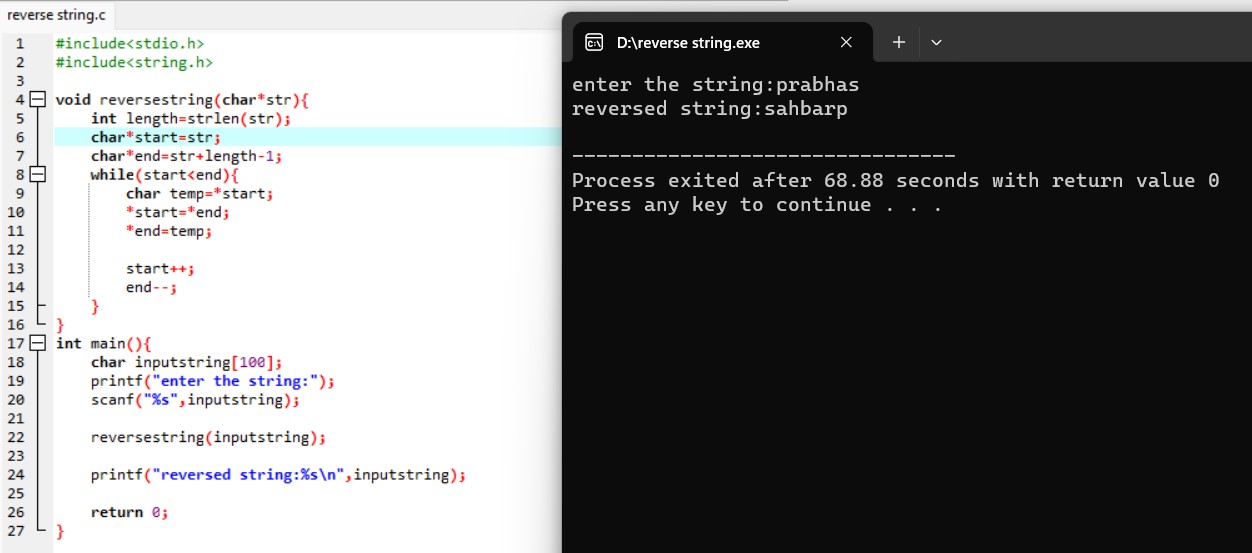 reverse string.c
1 #include<stdio.h>
2 #include<string.h>
3
4 void reversestring(char*str){
5 int length=strlen(str);
6 char*start=str;
7 char*end=str+length-1;
8 while(start<end){
9 char temp=*start;
10 *start=*end;
11 *end=temp;
12
13 start++;
14 end--;
15 }
16 }
17 int main(){
18 char inputstring[100];
19 printf("enter the string:");
20 scanf("%s",inputstring);
21
22 reversestring(inputstring);
23
24 printf("reversed string:%s\n",inputstring);
25
26 return 0;
27 }
D:\reverse string.exe
enter the string:prabhas
reversed string:sahbarp
--------------------------------
Process exited after 68.88 seconds with return value 0
Press any key to continue . . .